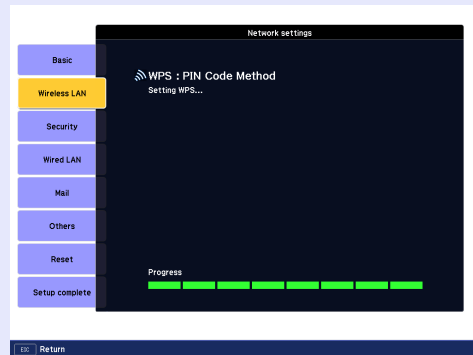 Network settings
Basic
Wireless LAN
Security
Wired LAN
Mail
Others
Reset
Setup complete
WPS : PIN Code Method
Setting WPS...
Progress
ESC Return